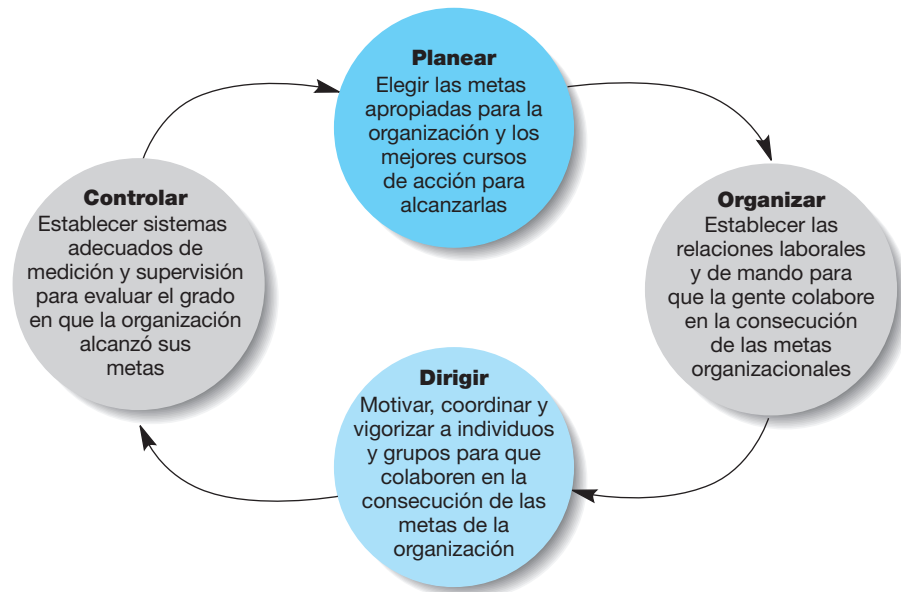 Planear
Elegir las metas
apropiadas para la
organización y los
mejores cursos
de acción para
alcanzarlas
Organizar
Establecer las
relaciones laborales
y de mando para
que la gente colabore
en la consecución
de las metas
organizacionales
Dirigir
Motivar, coordinar y
vigorizar a individuos
y grupos para que
colaboren en la
consecución de las
metas de la
organización
Controlar
Establecer sistemas
adecuados de
medición y supervisión
para evaluar el grado
en que la organización
alcanzó sus
metas